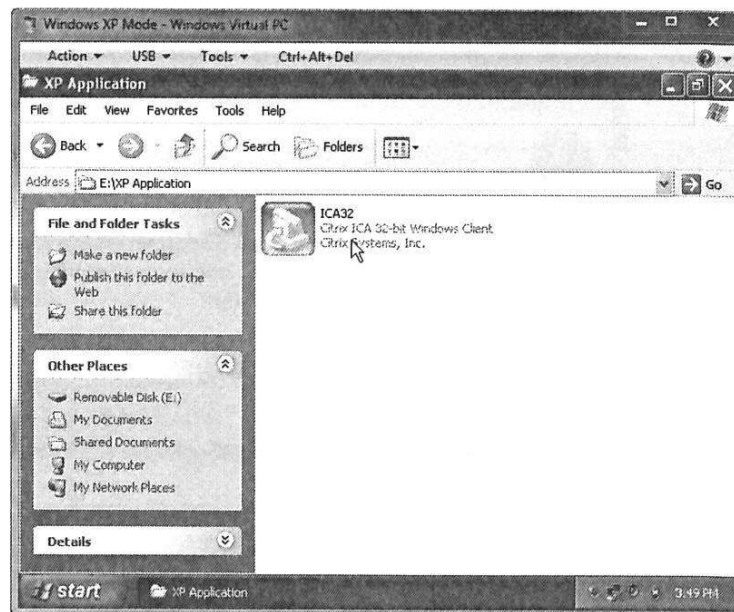 Windows XP Mode - Windows Virtual PC
Action USB Tools Ctrl+Alt+Del
XP Application
File Edit View Favorites Tools Help
Back Search Folders
Address E:\XP Application Go
File and Folder Tasks
Make a new folder
Publish this folder to the
Web
Share this folder
Other Places
Removable Disk (E:)
My Documents
Shared Documents
My Computer
My Network Places
Details
ICA32
Citrix ICA 32-bit Windows Client
Citrix Systems, Inc.
start XP Application 3:49 PM